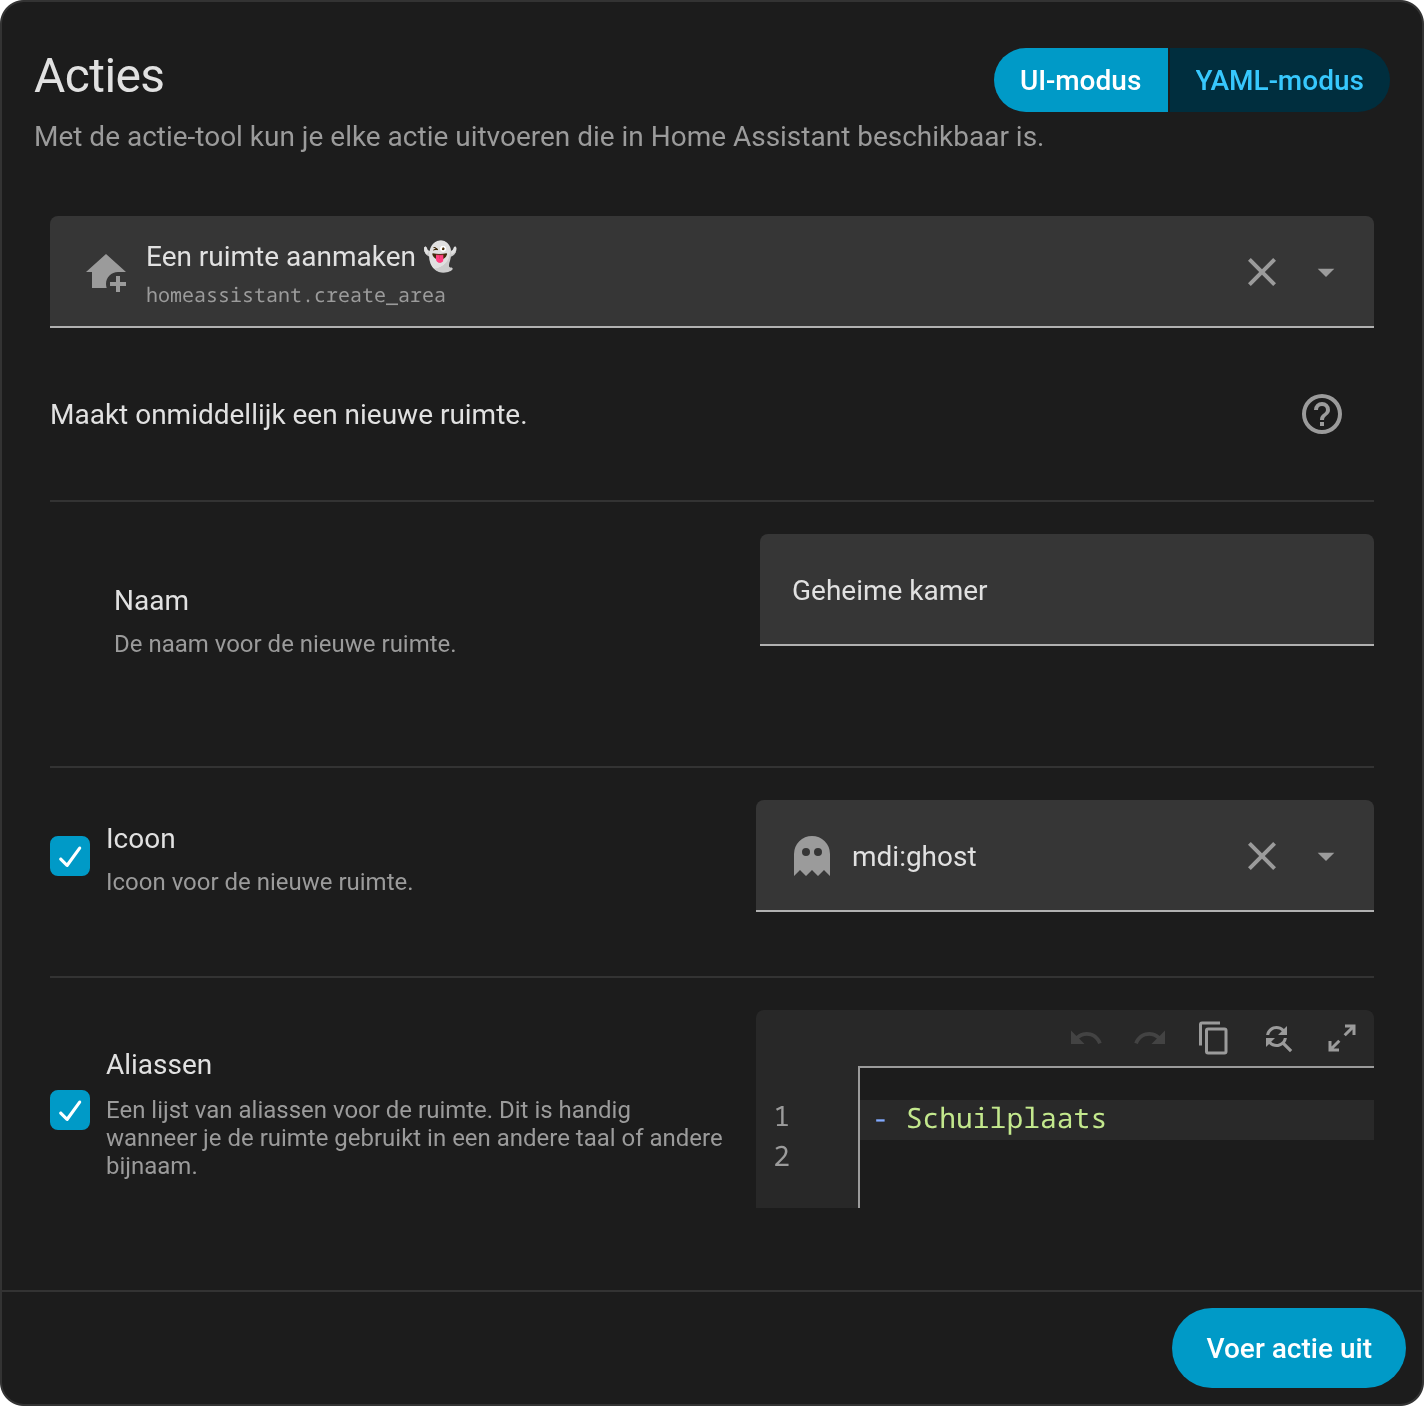 Acties
UI-modus
YAML-modus
Met de actie-tool kun je elke actie uitvoeren die in Home Assistant beschikbaar is.
Een ruimte aanmaken 👻
homeassistant.create_area
Maakt onmiddellijk een nieuwe ruimte.
Naam
De naam voor de nieuwe ruimte.
Geheime kamer
Icoon
Icoon voor de nieuwe ruimte.
mdi:ghost
Aliassen
Een lijst van aliassen voor de ruimte. Dit is handig
wanneer je de ruimte gebruikt in een andere taal of andere
bijnaam.
1 - Schuilplaats
2
Voer actie uit